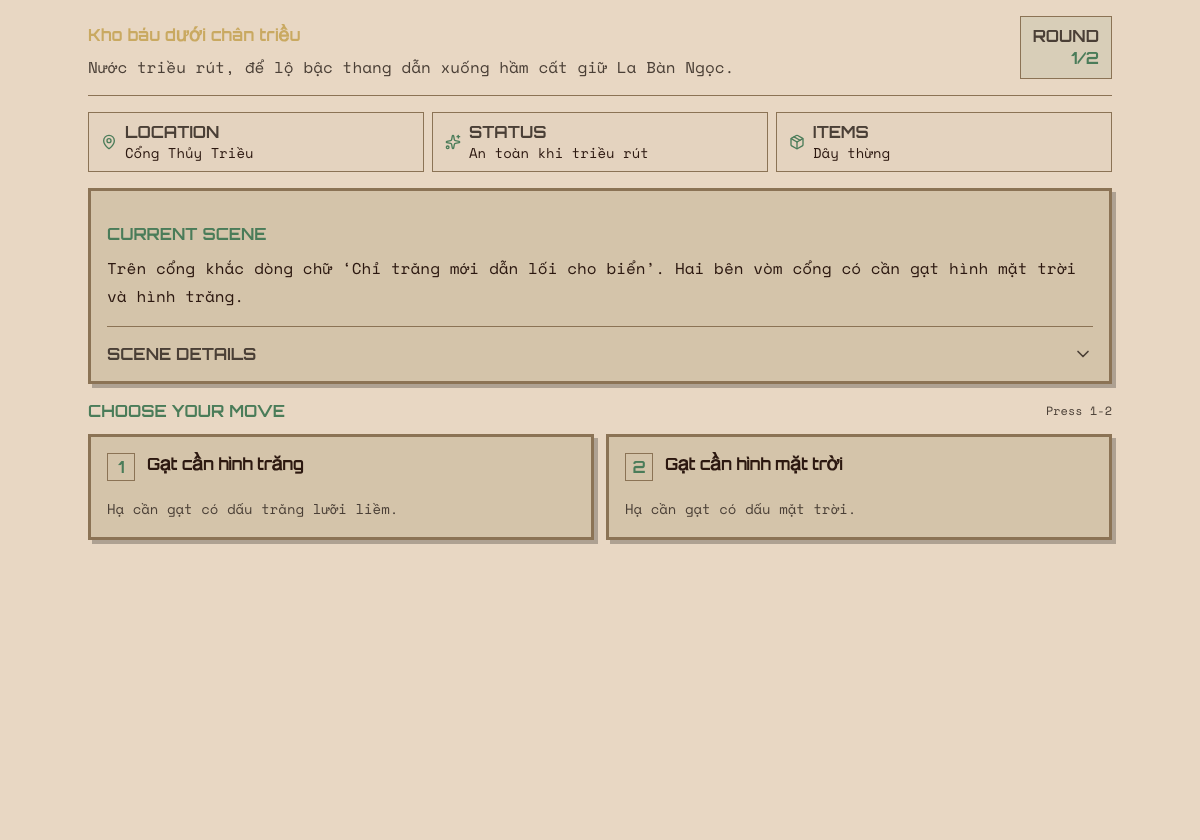 Kho báu dưới chân triều
Nước triều rút, để lộ bậc thang dẫn xuống hầm cất giữ La Bàn Ngọc.
ROUND
1/2
LOCATION
Cổng Thủy Triều
STATUS
An toàn khi triều rút
ITEMS
Dây thừng
CURRENT SCENE
Trên cổng khắc dòng chữ ‘Chỉ trăng mới dẫn lối cho biển’. Hai bên vòm cổng có cần gạt hình mặt trời
và hình trăng.
SCENE DETAILS
CHOOSE YOUR MOVE
Press 1-2
1
Gạt cần hình trăng
Hạ cần gạt có dấu trăng lưỡi liềm.
2
Gạt cần hình mặt trời
Hạ cần gạt có dấu mặt trời.